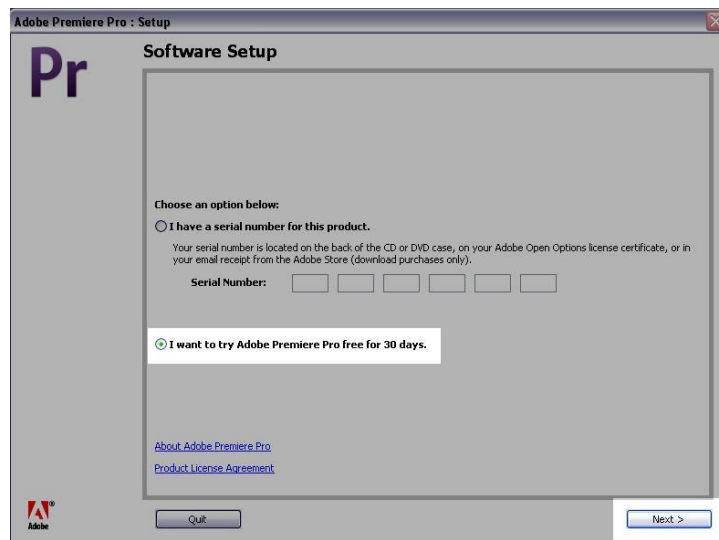 Adobe Premiere Pro : Setup
Pr
Software Setup
Choose an option below:
I have a serial number for this product.
Your serial number is located on the back of the CD or DVD case, on your Adobe Open Options license certificate, or in
your email receipt from the Adobe Store (download purchases only).
Serial Number:
I want to try Adobe Premiere Pro free for 30 days.
About Adobe Premiere Pro
Product License Agreement
Adobe
Quit
Next >